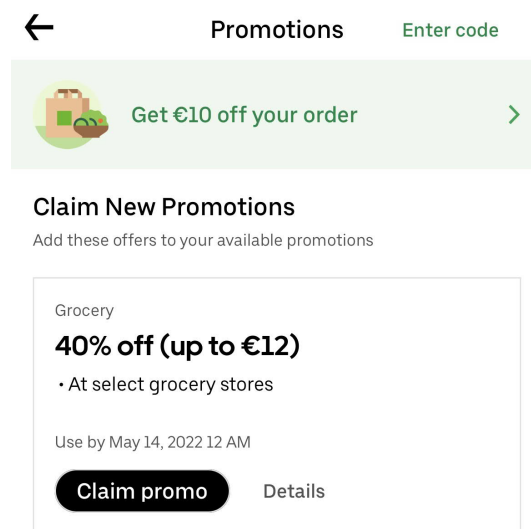 Promotions
Enter code
Get €10 off your order
Claim New Promotions
Add these offers to your available promotions
Grocery
40% off (up to €12)
• At select grocery stores
Use by May 14, 2022 12 AM
Claim promo
Details